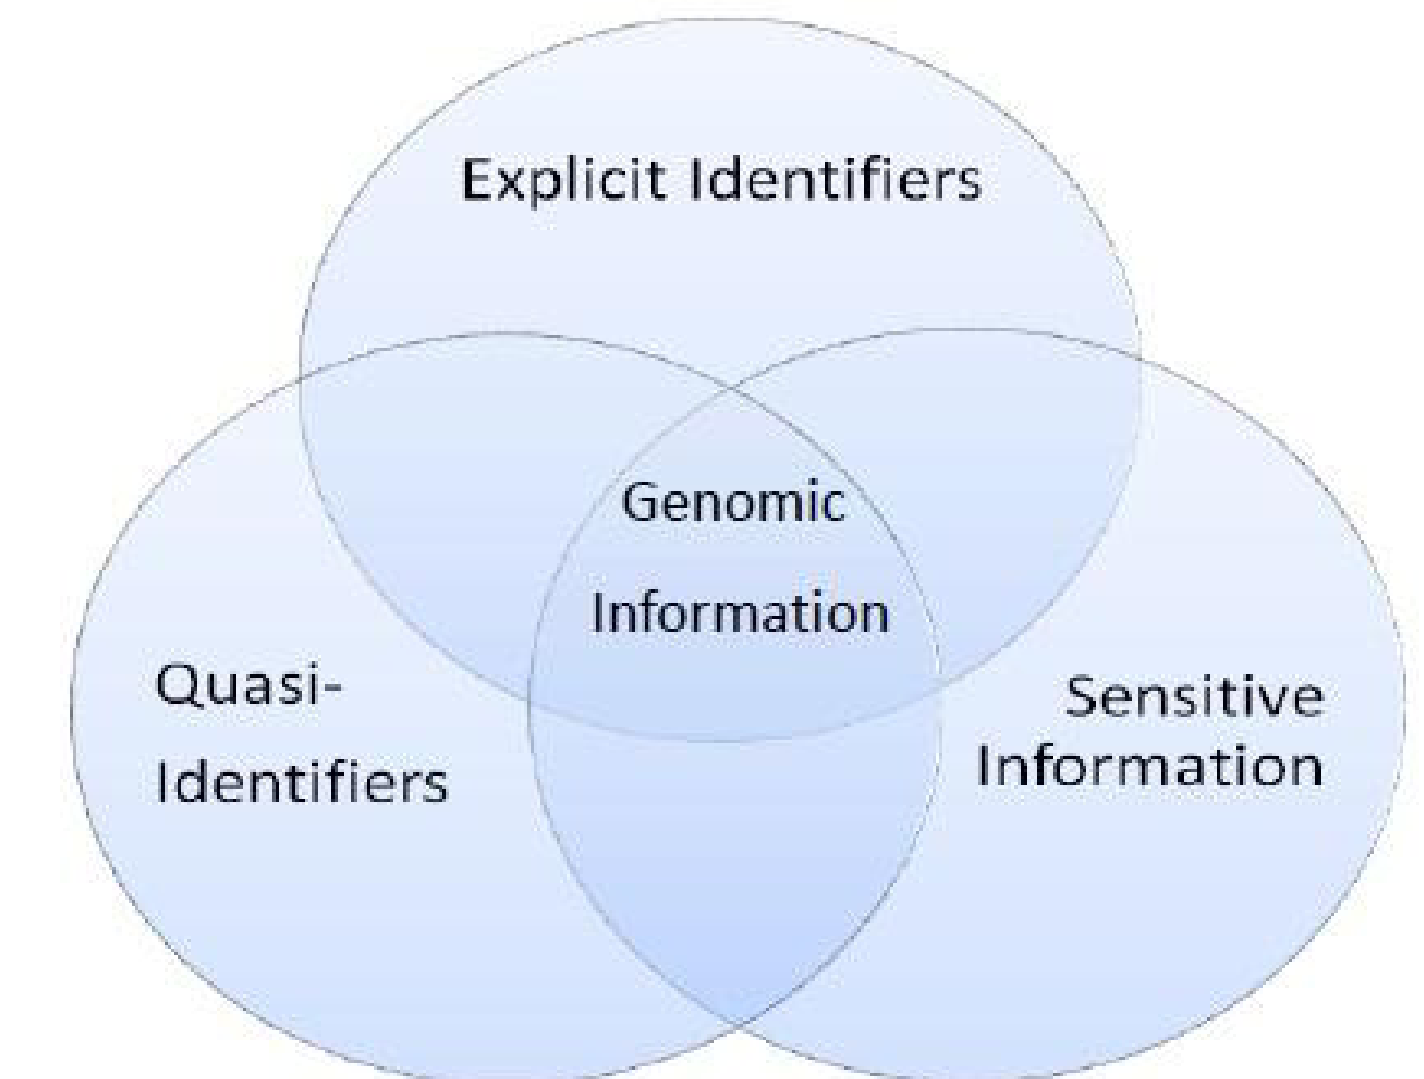 Explicit Identifiers
Genomic
Information
Quasi-
Identifiers
Sensitive
Information